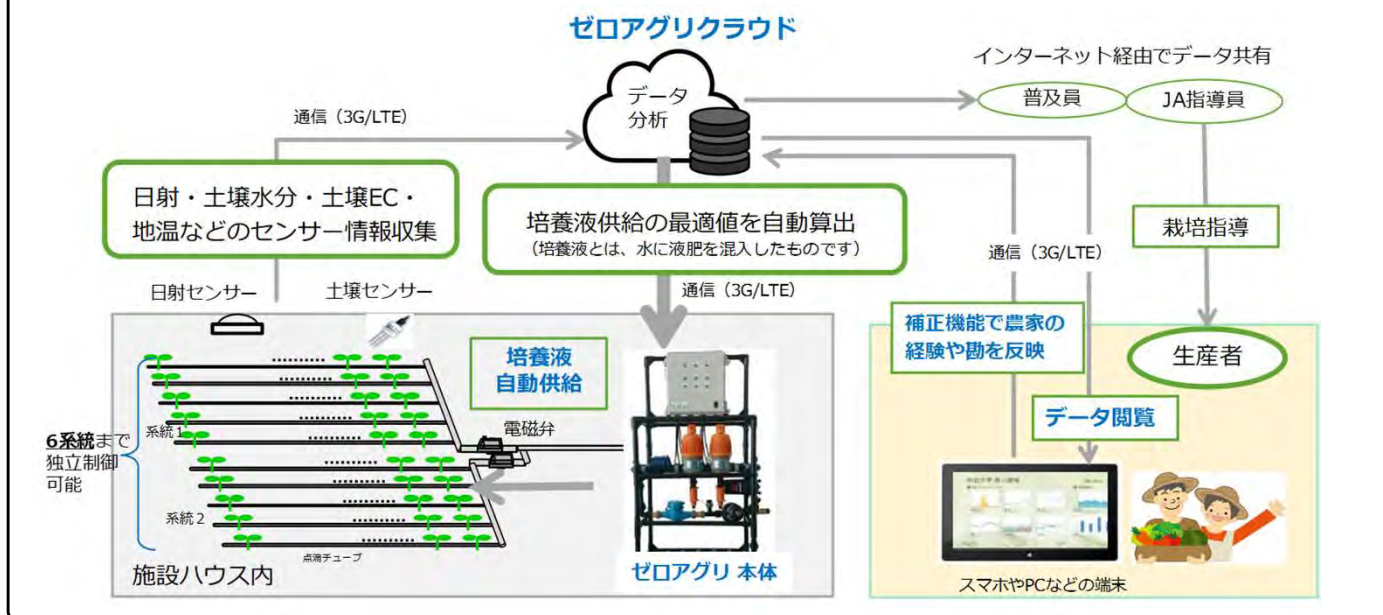 ゼロアグリクラウド
インターネット経由でデータ共有
データ
分析
普及員
JA指導員
通信（3G/LTE）
日射・土壌水分・土壌EC・
地温などのセンサー情報収集
培養液供給の最適値を自動算出
（培養液とは、水に液肥を混入したものです）
栽培指導
通信（3G/LTE）
日射センサー
土壌センサー
通信（3G/LTE）
補正機能で農家の
経験や勘を反映
生産者
培養液
自動供給
データ閲覧
電磁弁
系統１
6系統まで
独立制御
可能
系統２
点滴チューブ
施設ハウス内
ゼロアグリ 本体
スマホやPCなどの端末